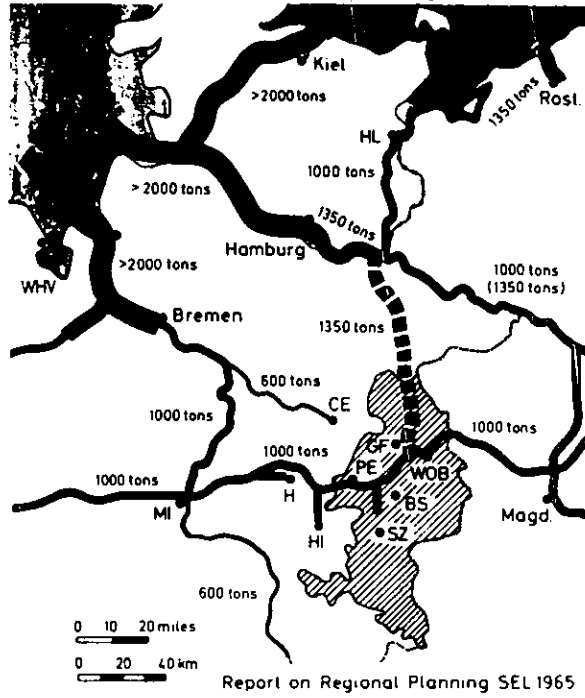 Kiel
>2000 tons
Rost.
1350 tons
HL
1000 tons
> 2000 tons
1350 tons
Hamburg
WHV
>2000 tons
1000 tons
(1350 tons)
Bremen
1350 tons
600 tons
CE
1000 tons
GF
1000 tons
1000 tons
PE
WOB
1000 tons
H
BS
MI
Magd.
HI
SZ
600 tons
0 10 20 miles
0 20 40 km
Report on Regional Planning SEL 1965